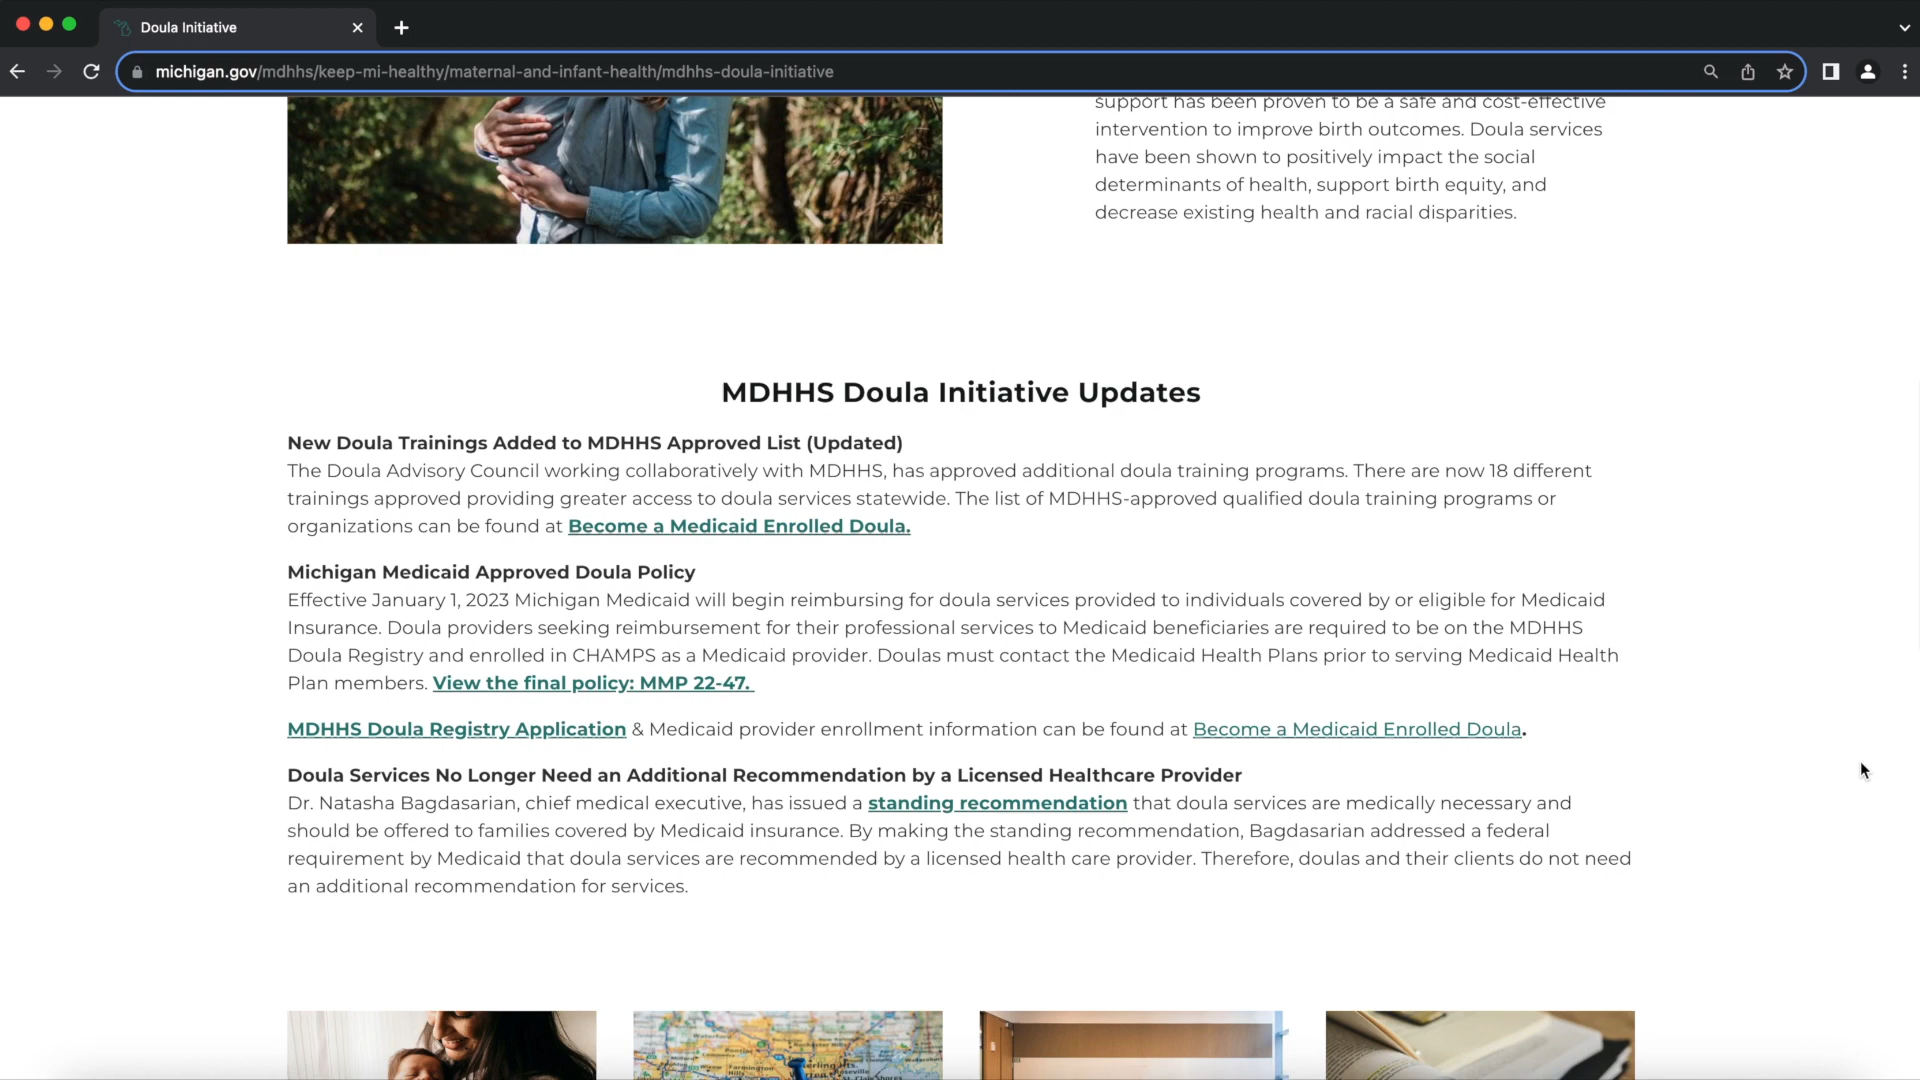 Doula Initiative
michigan.gov/mdhhs/keep-mi-healthy/maternal-and-infant-health/mdhhs-doula-initiative
support has been proven to be a safe and cost-effective
intervention to improve birth outcomes. Doula services
have been shown to positively impact the social
determinants of health, support birth equity, and
decrease existing health and racial disparities.
MDHHS Doula Initiative Updates
New Doula Trainings Added to MDHHS Approved List (Updated)
The Doula Advisory Council working collaboratively with MDHHS, has approved additional doula training programs. There are now 18 different
trainings approved providing greater access to doula services statewide. The list of MDHHS-approved qualified doula training programs or
organizations can be found at Become a Medicaid Enrolled Doula.
Michigan Medicaid Approved Doula Policy
Effective January 1, 2023 Michigan Medicaid will begin reimbursing for doula services provided to individuals covered by or eligible for Medicaid
Insurance. Doula providers seeking reimbursement for their professional services to Medicaid beneficiaries are required to be on the MDHHS
Doula Registry and enrolled in CHAMPS as a Medicaid provider. Doulas must contact the Medicaid Health Plans prior to serving Medicaid Health
Plan members. View the final policy: MMP 22-47.
MDHHS Doula Registry Application & Medicaid provider enrollment information can be found at Become a Medicaid Enrolled Doula.
Doula Services No Longer Need an Additional Recommendation by a Licensed Healthcare Provider
Dr. Natasha Bagdasarian, chief medical executive, has issued a standing recommendation that doula services are medically necessary and
should be offered to families covered by Medicaid insurance. By making the standing recommendation, Bagdasarian addressed a federal
requirement by Medicaid that doula services are recommended by a licensed health care provider. Therefore, doulas and their clients do not need
an additional recommendation for services.
Farmington